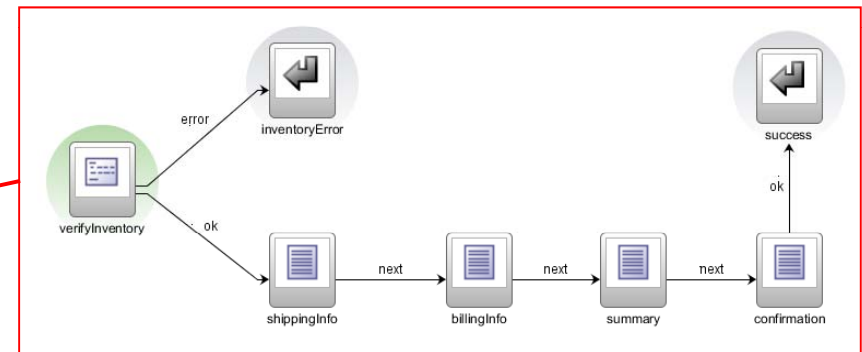 error
inventoryError
success
ok
verifyInventory
ok
next
next
next
shippingInfo
billingInfo
summary
confirmation